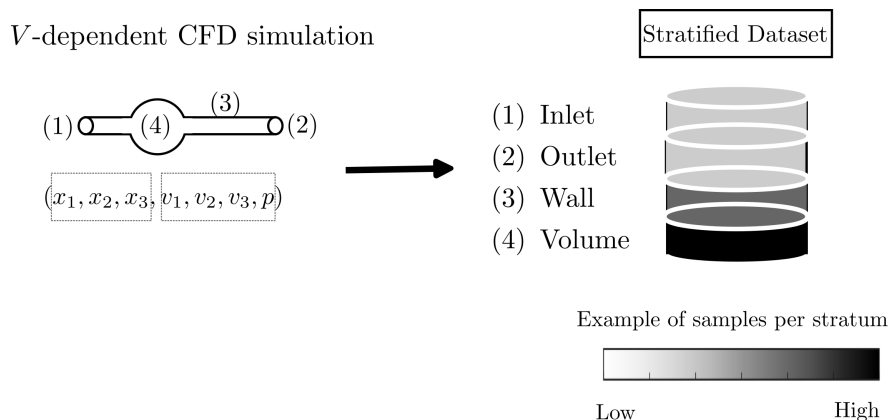 V-dependent CFD simulation
Stratified Dataset
(1)
(4)
(3)
(2)
(x₁, x₂, x₃, v₁, v₂, v₃, p)
(1) Inlet
(2) Outlet
(3) Wall
(4) Volume
Example of samples per stratum
Low
High